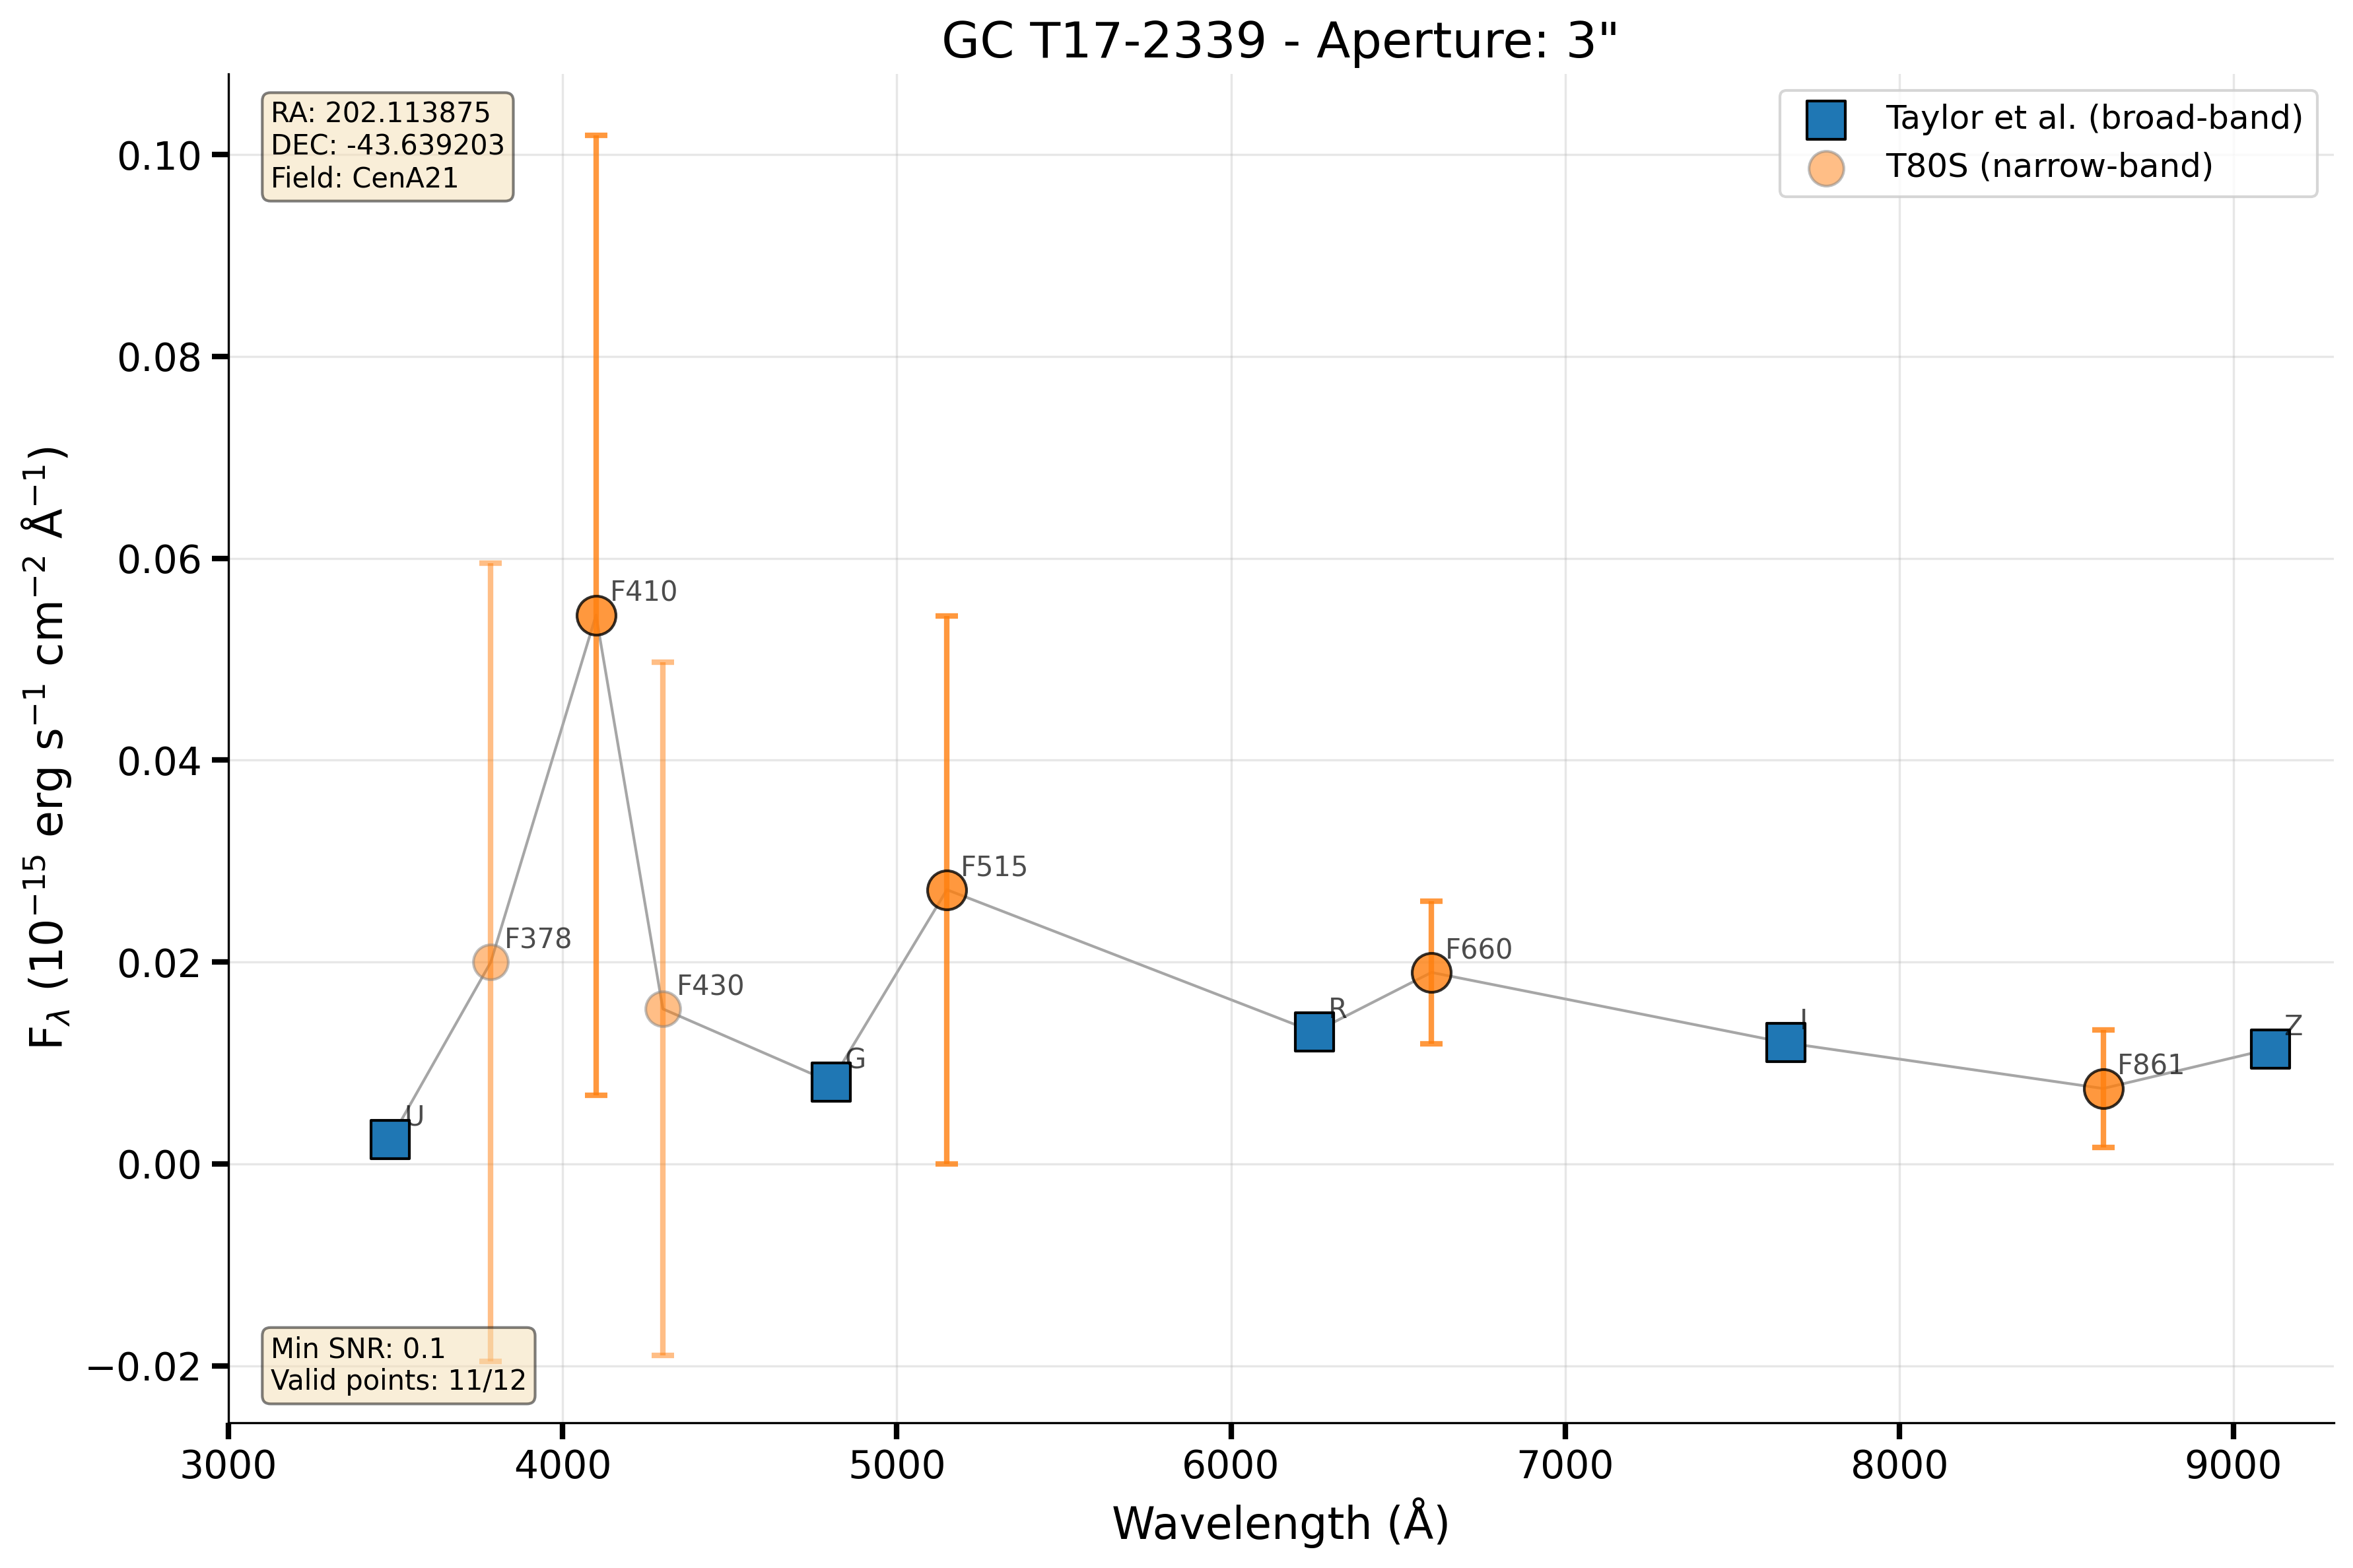 GC T17-2339 - Aperture: 3"
RA: 202.113875
DEC: -43.639203
Field: CenA21
Taylor et al. (broad-band)
T80S (narrow-band)
F$_{\lambda}$ (10$^{-15}$ erg s$^{-1}$ cm$^{-2}$ Å$^{-1}$)
0.10
0.08
0.06
0.04
0.02
0.00
−0.02
U
F378
F410
F430
G
F515
R
F660
I
F861
Z
Min SNR: 0.1
Valid points: 11/12
3000 4000 5000 6000 7000 8000 9000
Wavelength (Å)